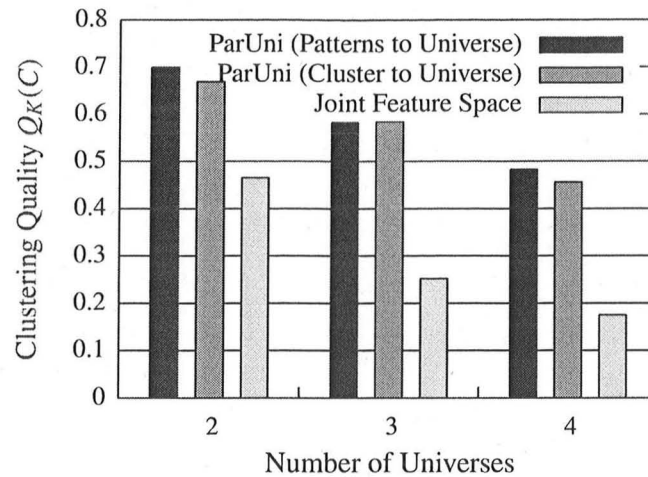 0.8
0.7
0.6
0.5
0.4
0.3
0.2
0.1
0
Clustering Quality Q_K(C)
ParUni (Patterns to Universe)
ParUni (Cluster to Universe)
Joint Feature Space
2 3 4
Number of Universes